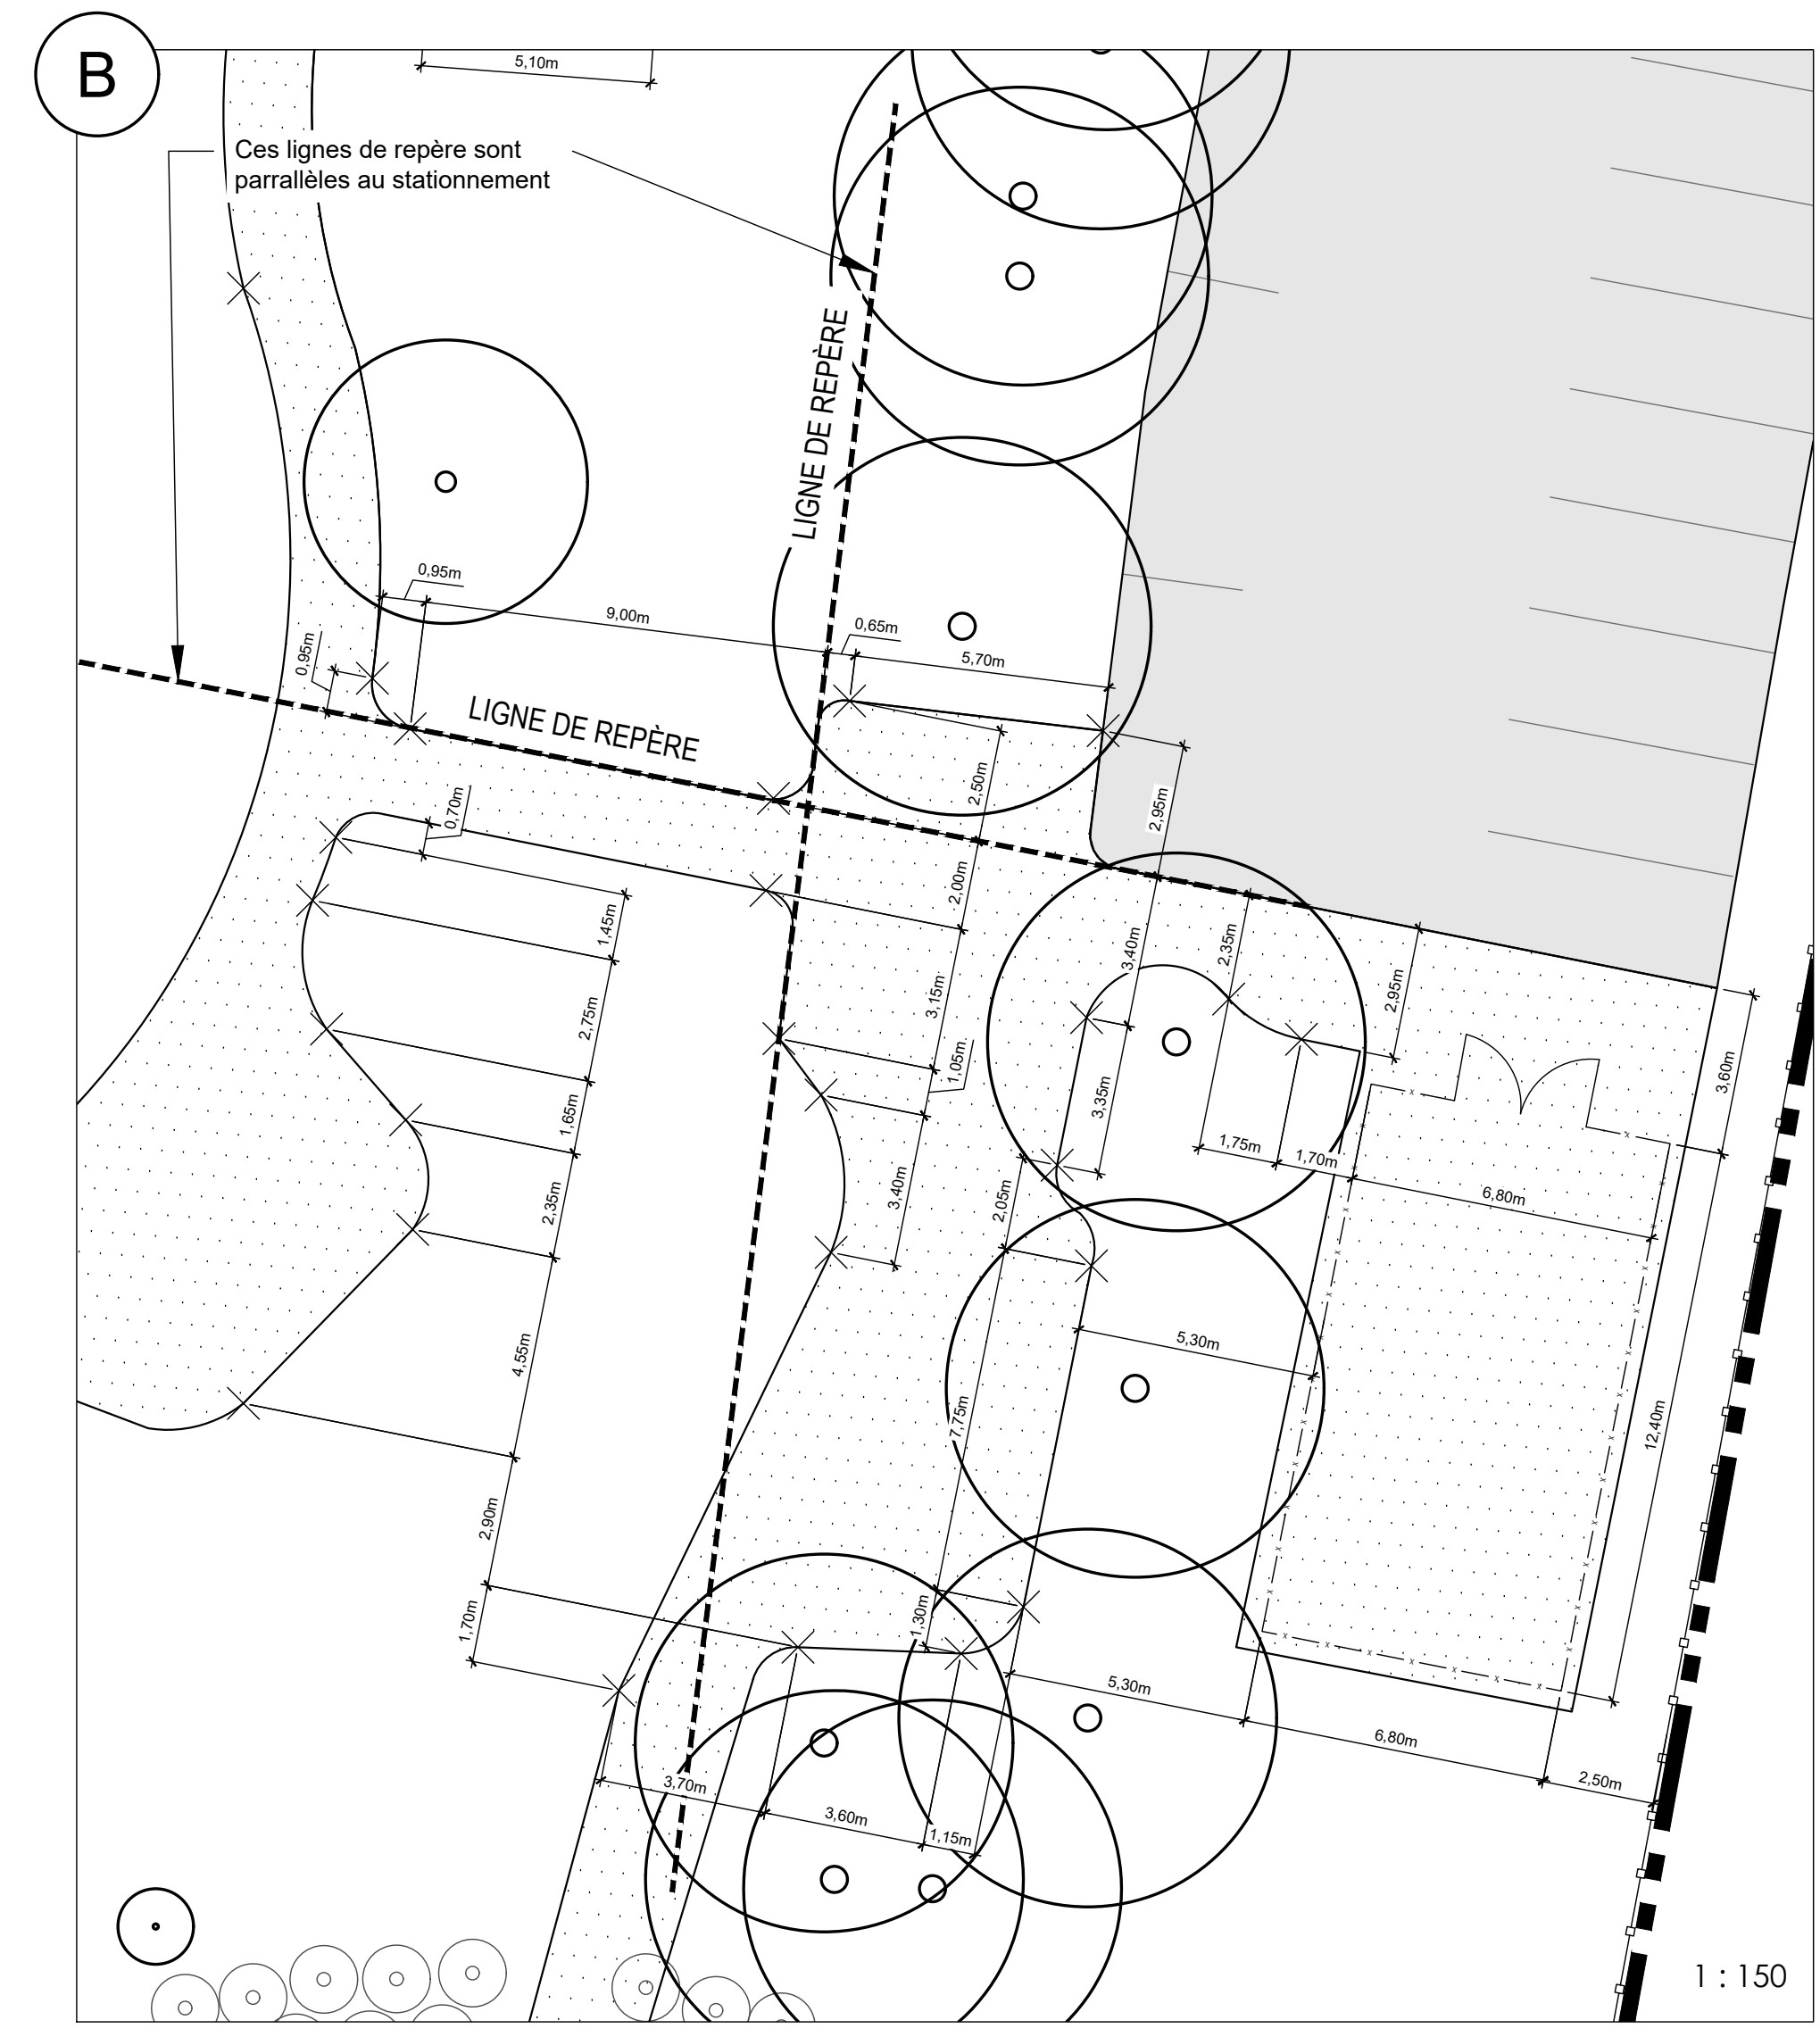 B
5,10m
Ces lignes de repère sont
parrallèles au stationnement
LIGNE DE REPÈRE
0,95m
9,00m
0,65m
5,70m
0,95m
LIGNE DE REPÈRE
2,50m
2,95m
0,70m
2,00m
1,45m
3,40m
2,35m
2,95m
2,75m
3,15m
1,05m
3,60m
1,65m
3,35m
1,75m
1,70m
6,80m
2,35m
3,40m
2,05m
5,30m
4,55m
7,75m
12,40m
2,90m
1,70m
1,30m
5,30m
6,80m
2,50m
3,70m
3,60m
1,15m
1 : 150